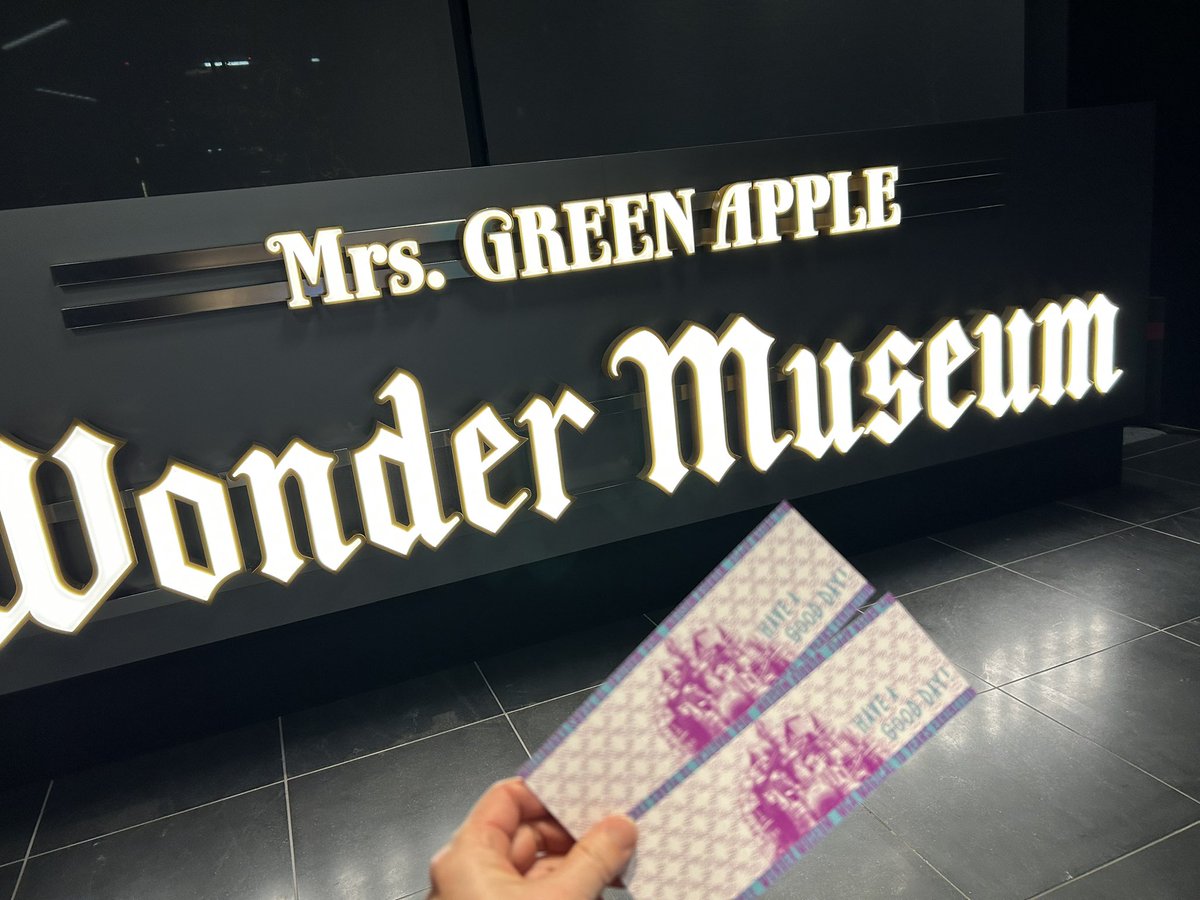 Mrs. GREEN APPLE
Wonder Museum
HAVE A
GOOD DAY!
HAVE A
GOOD DAY!